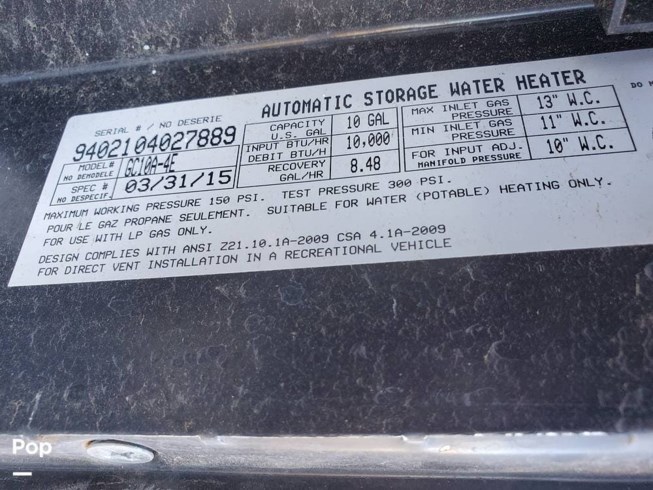 AUTOMATIC STORAGE WATER HEATER
SERIAL # / NO DESERIE
9402104027889
MODEL# GC10A-4E
NO DEMODELE
SPEC # 03/31/15
NO DESPECIF.
CAPACITY 10 GAL
U.S. GAL
INPUT BTU/HR 10,000
DEBIT BTU/H
RECOVERY 8.48
GAL/HR
MAX INLET GAS 13" W.C.
PRESSURE
MIN INLET GAS 11" W.C.
PRESSURE
FOR INPUT ADJ. 10" W.C.
MANIFOLD PRESSURE
MAXIMUM WORKING PRESSURE 150 PSI. TEST PRESSURE 300 PSI.
POUR LE GAZ PROPANE SEULEMENT. SUITABLE FOR WATER (POTABLE) HEATING ONLY.
FOR USE WITH LP GAS ONLY.
DESIGN COMPLIES WITH ANSI Z21.10.1A-2009 CSA 4.1A-2009
FOR DIRECT VENT INSTALLATION IN A RECREATIONAL VEHICLE
DO
Pop